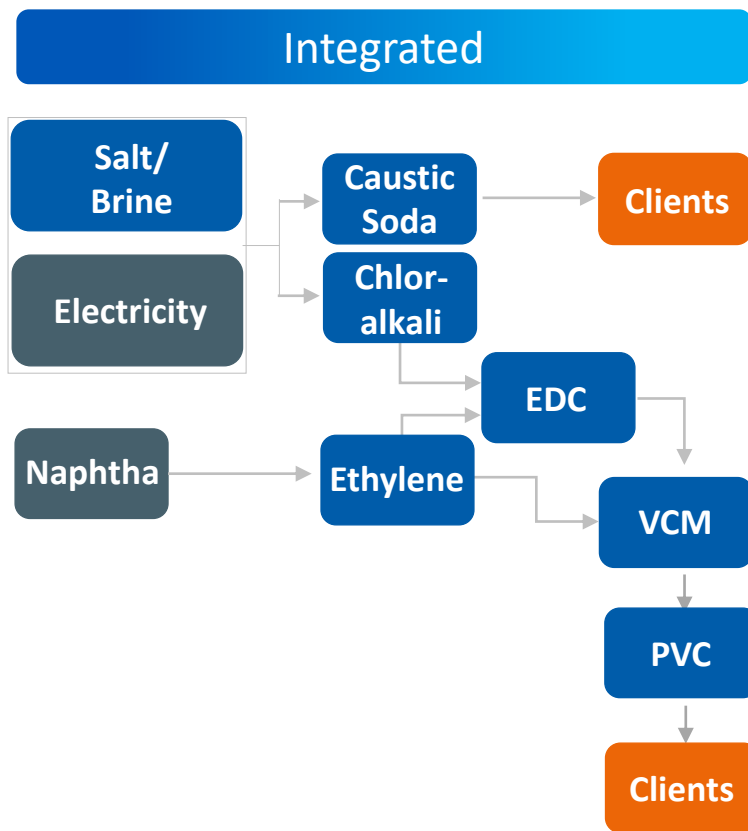 Integrated
Salt/
Brine
Caustic
Soda
Clients
Electricity
Chlor-
alkali
EDC
Naphtha
Ethylene
VCM
PVC
Clients